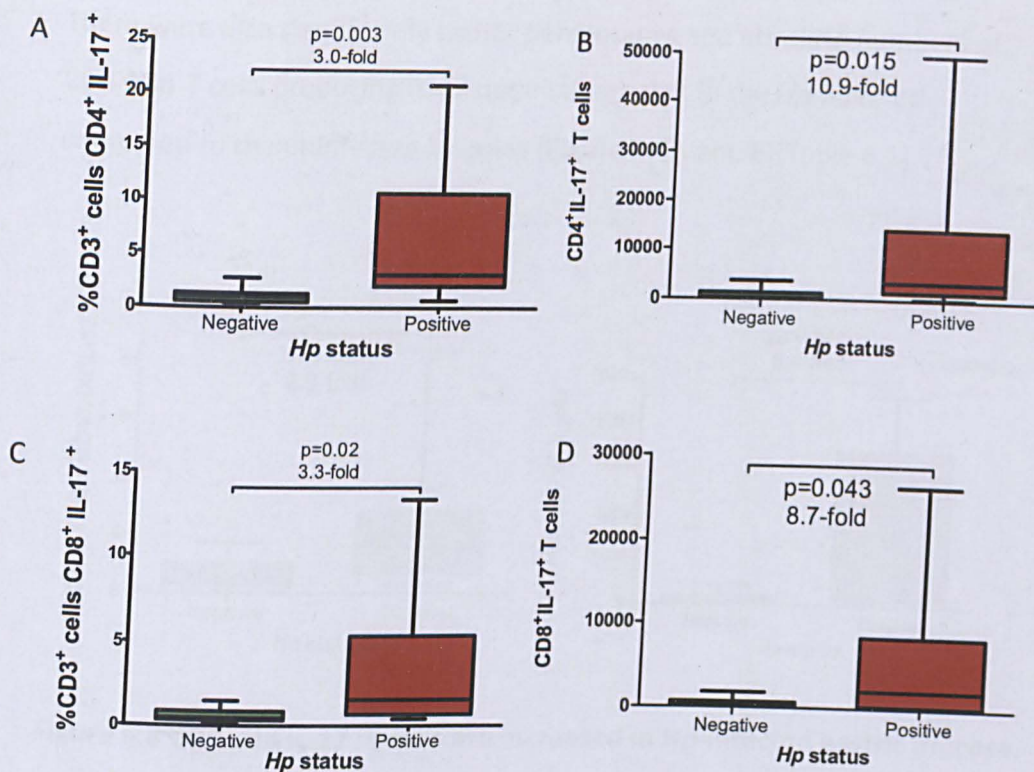 A
p=0.003
3.0-fold
%CD3⁺ cells CD4⁺ IL-17⁺
25
20
15
10
5
0
Negative
Positive
Hp status
B
p=0.015
10.9-fold
CD4⁺IL-17⁺ T cells
50000
40000
30000
20000
10000
0
Negative
Positive
Hp status
C
p=0.02
3.3-fold
%CD3⁺ cells CD8⁺ IL-17⁺
15
10
5
0
Negative
Positive
Hp status
D
p=0.043
8.7-fold
CD8⁺IL-17⁺ T cells
30000
20000
10000
0
Negative
Positive
Hp status